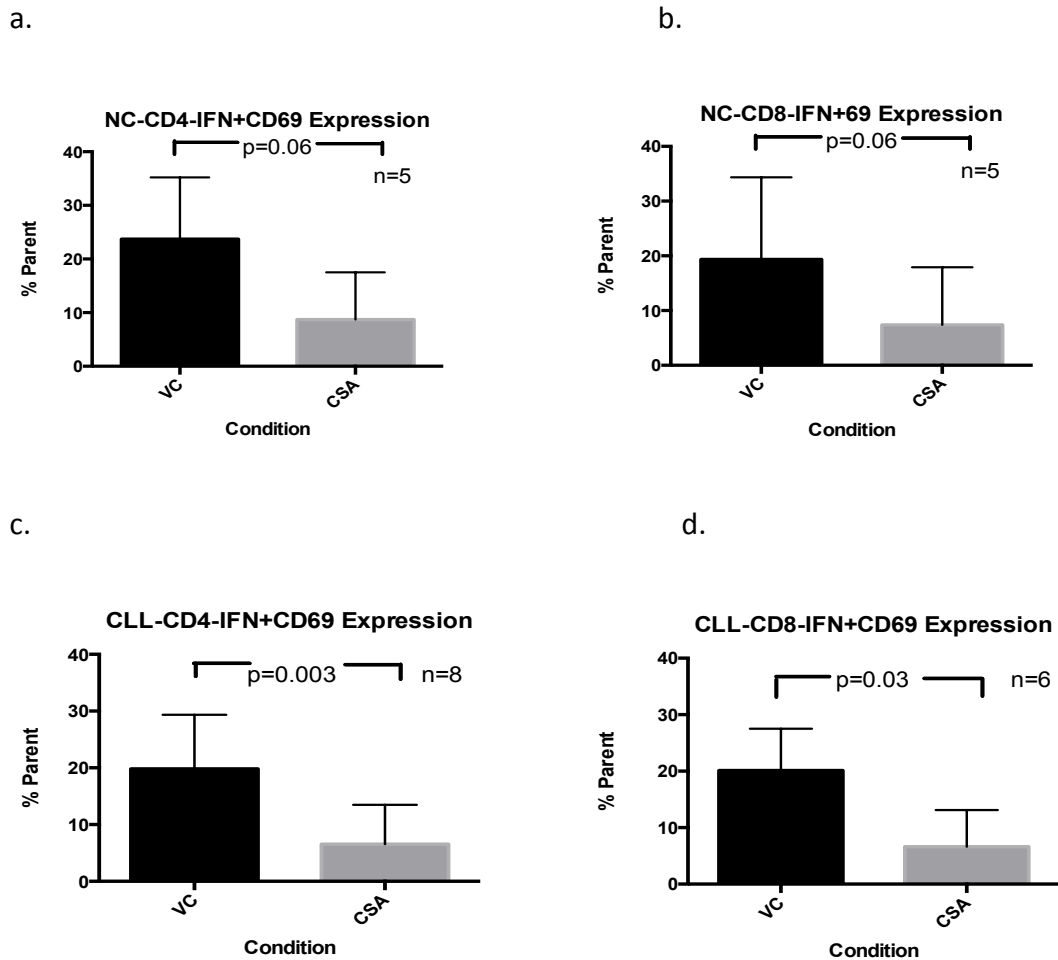 a.
NC-CD4-IFN+CD69 Expression
p=0.06
n=5
% Parent
40
30
20
10
0
VC
CSA
Condition
b.
NC-CD8-IFN+69 Expression
p=0.06
n=5
% Parent
40
30
20
10
0
VC
CSA
Condition
c.
CLL-CD4-IFN+CD69 Expression
p=0.003
n=8
% Parent
40
30
20
10
0
VC
CSA
Condition
d.
CLL-CD8-IFN+CD69 Expression
p=0.03
n=6
% Parent
40
30
20
10
0
VC
CSA
Condition